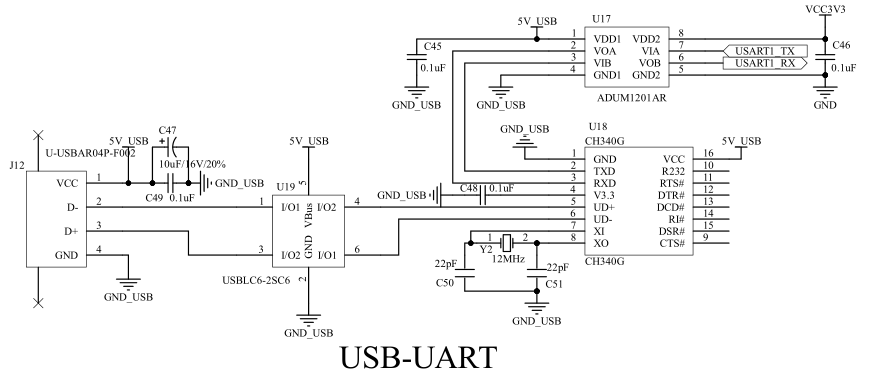 VCC3V3
5V_USB
U17
C45
0.1uF
GND_USB
1 VDD1 VDD2 8
2 VOA VIA 7 USART1_TX
3 VIB VOB 6 USART1_RX
4 GND1 GND2 5
C46
0.1uF
GND_USB
ADUM1201AR
GND
GND_USB
U18
CH340G
1 GND VCC 16 5V_USB
2 TXD R232 10
3 RXD RTS# 11
4 V3.3 DTR# 12
5 UD+ DCD# 13
6 UD- RI# 14
7 XI DSR# 15
8 XO CTS# 9
CH340G
C47
5V_USB
+
U-USBAR04P-F002
10uF/16V/20%
J12
VCC 1
D- 2
D+ 3
GND 4
C49 0.1uF
GND_USB
GND_USB
5V_USB
U19
5
1 I/O1 VBus I/O2 4
3 I/O2 GND I/O1 6
2
USBLC6-2SC6
GND_USB
GND_USB
C48 0.1uF
1 2
Y2 12MHz
22pF
C50
22pF
C51
GND_USB
USB-UART